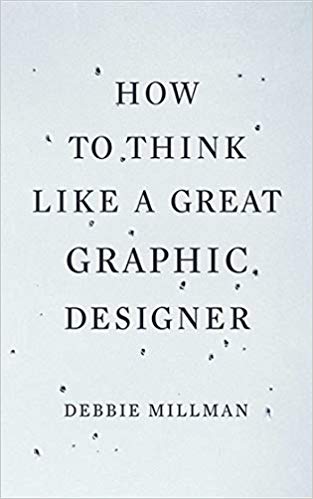 HOW
TO THINK
LIKE A GREAT
GRAPHIC
DESIGNER
DEBBIE MILLMAN